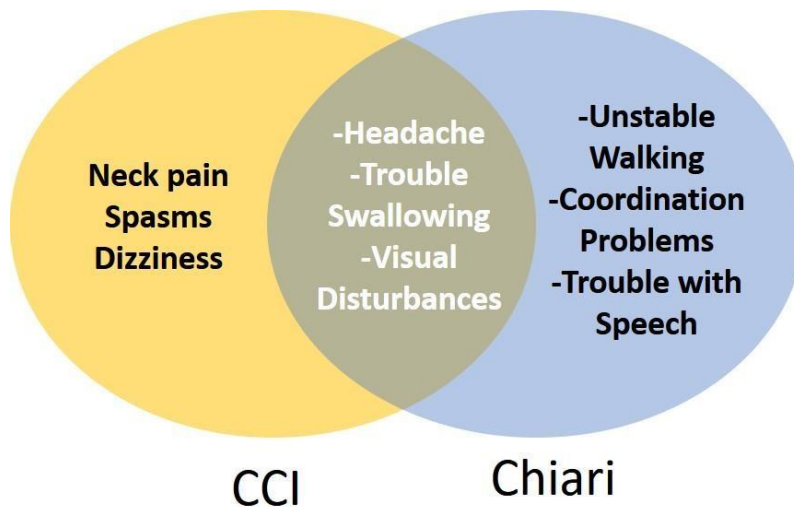 Neck pain
Spasms
Dizziness
-Headache
-Trouble
Swallowing
-Visual
Disturbances
-Unstable
Walking
-Coordination
Problems
-Trouble with
Speech
CCI
Chiari